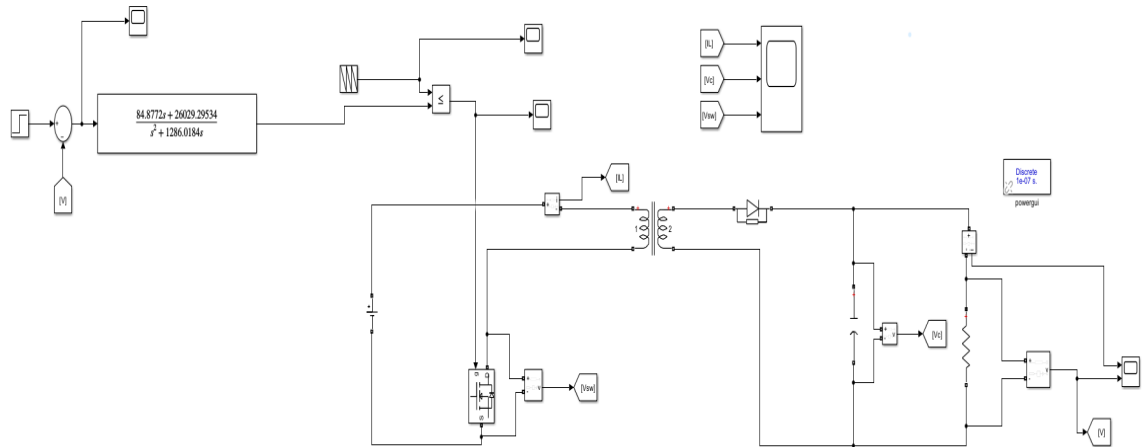 84.8772s + 26029.29534
s² + 1286.0184s
≤
[V]
[IL]
[Vc]
[Vsw]
[IL]
1
2
Discrete
1e-07 s.
powergui
[Vc]
[Vsw]
[V]